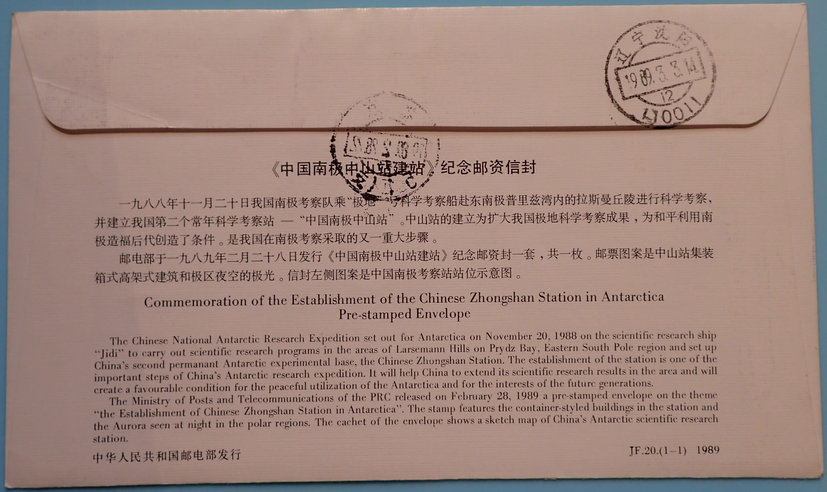 辽宁沈阳
1989.3.3.14
12
110011
《中国南极中山站建站》纪念邮资信封
一九八八年十一月二十日我国南极考察队乘“极地”号科学考察船赴东南极普里兹湾内的拉斯曼丘陵进行科学考察，
并建立我国第二个常年科学考察站 —“中国南极中山站”。中山站的建立为扩大我国极地科学考察成果，为和平利用南
极造福后代创造了条件。是我国在南极考察采取的又一重大步骤。
邮电部于一九八九年二月二十八日发行《中国南极中山站建站》纪念邮资封一套，共一枚。邮票图案是中山站集装
箱式高架式建筑和极区夜空的极光。信封左侧图案是中国南极考察站站位示意图。
Commemoration of the Establishment of the Chinese Zhongshan Station in Antarctica
Pre-stamped Envelope
The Chinese National Antarctic Research Expedition set out for Antarctica on November 20, 1988 on the scientific research ship
“Jidi” to carry out scientific research programs in the areas of Larsemann Hills on Prydz Bay, Eastern South Pole region and set up
China's second permanant Antarctic experimental base, the Chinese Zhongshan Station. The establishment of the station is one of the
important steps of China's Antarctic research expedition. It will help China to extend its scientific research results in the area and will
create a favourable condition for the peaceful utilization of the Antarctica and for the interests of the future generations.
The Ministry of Posts and Telecommunications of the PRC released on February 28, 1989 a pre-stamped envelope on the theme
“the Establishment of Chinese Zhongshan Station in Antarctica”. The stamp features the container-styled buildings in the station and
the Aurora seen at night in the polar regions. The cachet of the envelope shows a sketch map of China's Antarctic scientific research
station.
中华人民共和国邮电部发行
JF.20.(1-1) 1989